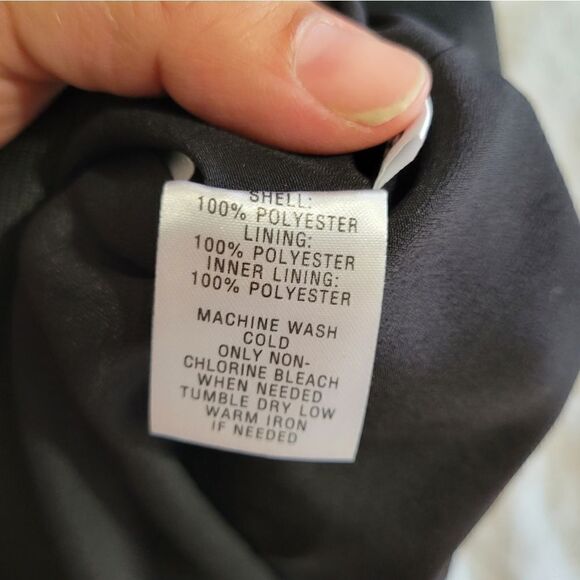 SHELL:
100% POLYESTER
LINING:
100% POLYESTER
INNER LINING:
100% POLYESTER
MACHINE WASH
COLD
ONLY NON-
CHLORINE BLEACH
WHEN NEEDED
TUMBLE DRY LOW
WARM IRON
IF NEEDED